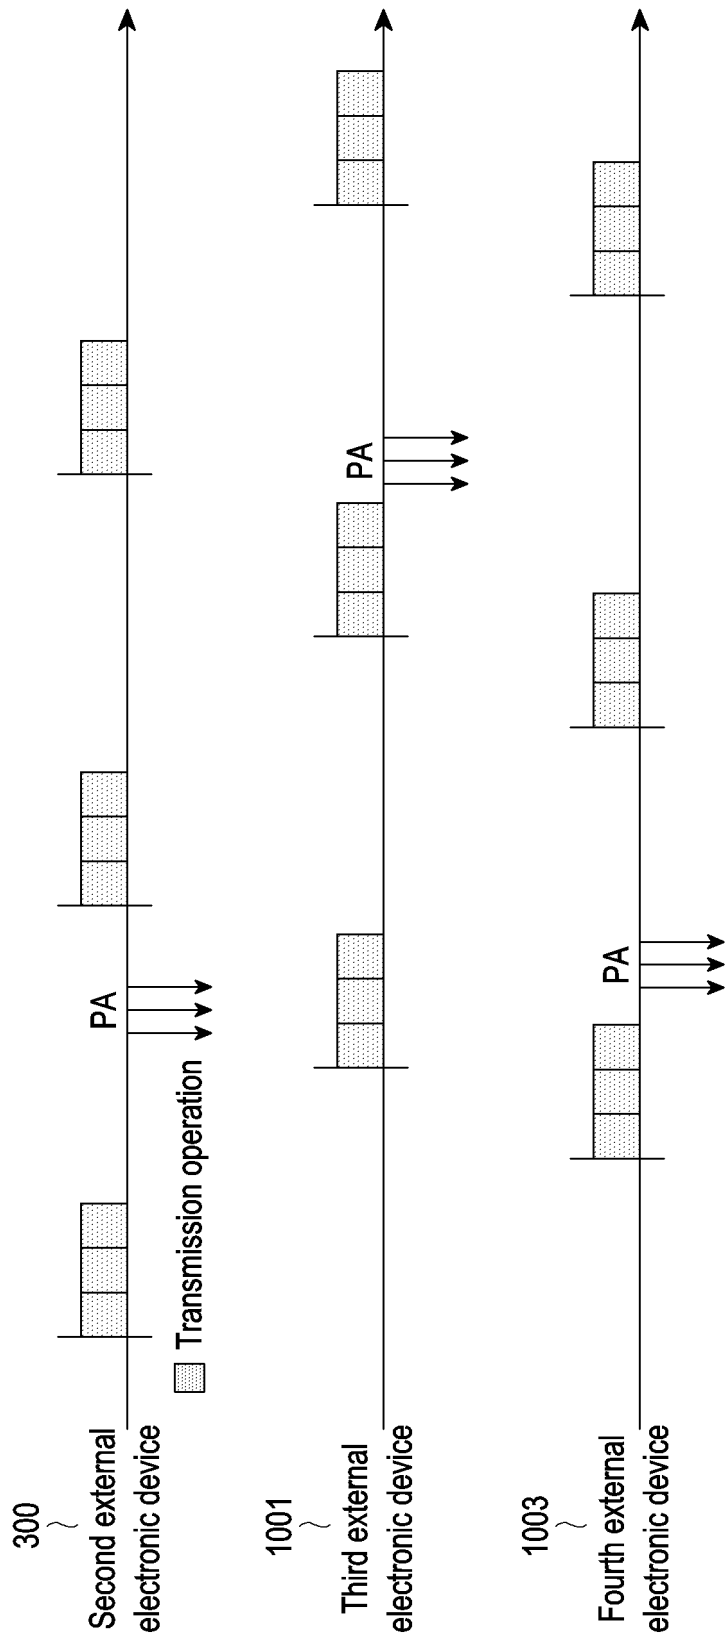 300
Second external
electronic device
PA
Transmission operation
1001
Third external
electronic device
PA
1003
Fourth external
electronic device
PA